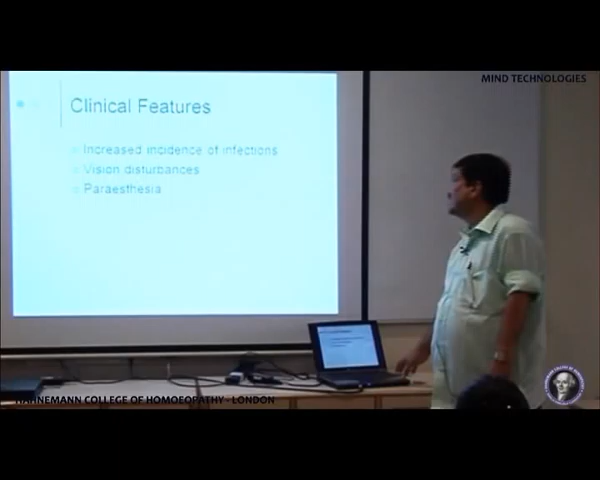 MIND TECHNOLOGIES
Clinical Features
Increased incidence of infections
Vision disturbances
Paraesthesia
HAHNEMANN COLLEGE OF HOMOEOPATHY - LONDON